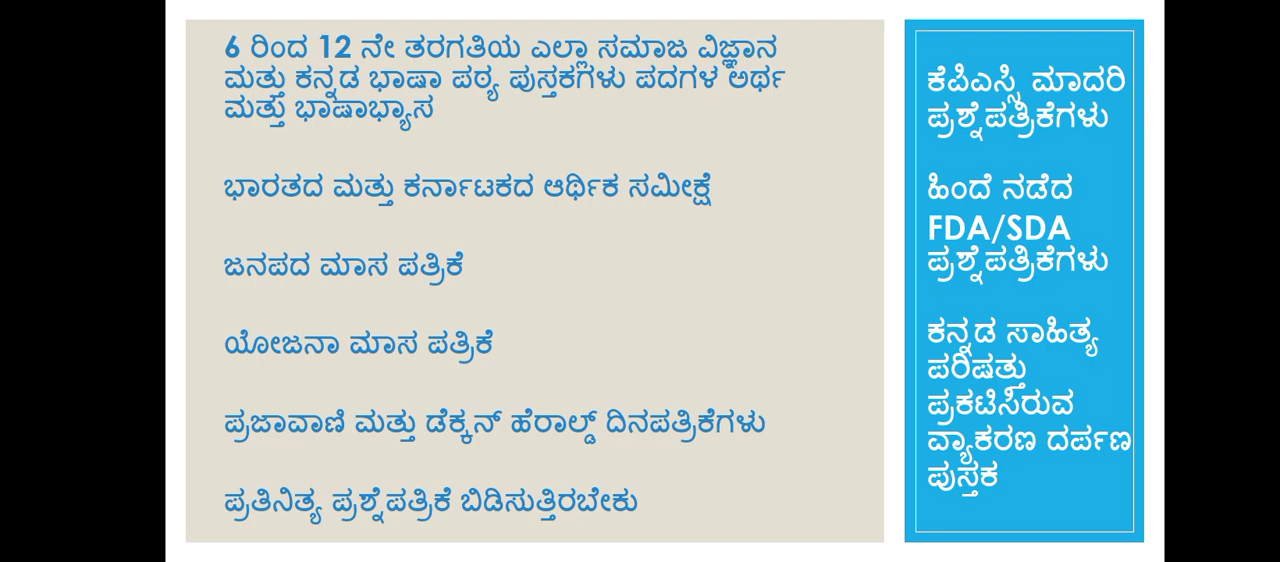 6 ರಿಂದ 12 ನೇ ತರಗತಿಯ ಎಲ್ಲಾ ಸಮಾಜ ವಿಜ್ಞಾನ
ಮತ್ತು ಕನ್ನಡ ಭಾಷಾ ಪಠ್ಯ ಪುಸ್ತಕಗಳು ಪದಗಳ ಅರ್ಥ
ಮತ್ತು ಭಾಷಾಭ್ಯಾಸ
ಭಾರತದ ಮತ್ತು ಕರ್ನಾಟಕದ ಆರ್ಥಿಕ ಸಮೀಕ್ಷೆ
ಜನಪದ ಮಾಸ ಪತ್ರಿಕೆ
ಯೋಜನಾ ಮಾಸ ಪತ್ರಿಕೆ
ಪ್ರಜಾವಾಣಿ ಮತ್ತು ಡೆಕ್ಕನ್ ಹೆರಾಲ್ಡ್ ದಿನಪತ್ರಿಕೆಗಳು
ಪ್ರತಿನಿತ್ಯ ಪ್ರಶ್ನೆಪತ್ರಿಕೆ ಬಿಡಿಸುತ್ತಿರಬೇಕು
ಕೆಪಿಎಸ್ಸಿ ಮಾದರಿ
ಪ್ರಶ್ನೆಪತ್ರಿಕೆಗಳು
ಹಿಂದೆ ನಡೆದ
FDA/SDA
ಪ್ರಶ್ನೆಪತ್ರಿಕೆಗಳು
ಕನ್ನಡ ಸಾಹಿತ್ಯ
ಪರಿಷತ್ತು
ಪ್ರಕಟಿಸಿರುವ
ವ್ಯಾಕರಣ ದರ್ಪಣ
ಪುಸ್ತಕ